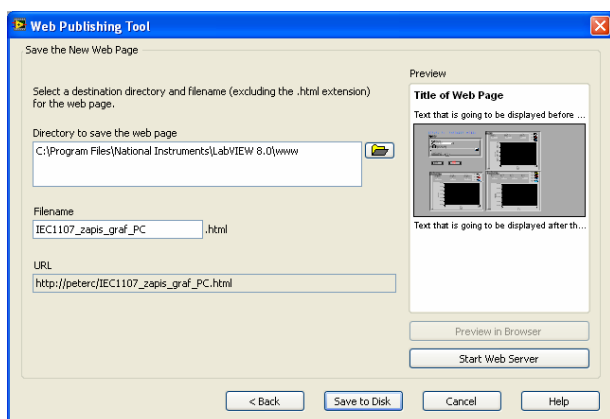 Web Publishing Tool
Save the New Web Page
Select a destination directory and filename (excluding the .html extension)
for the web page.
Directory to save the web page
C:\Program Files\National Instruments\LabVIEW 8.0\www
Filename
IEC1107_zapis_graf_PC .html
URL
http://peterc/IEC1107_zapis_graf_PC.html
Preview
Title of Web Page
Text that is going to be displayed before ...
Text that is going to be displayed after th...
Preview in Browser
Start Web Server
< Back Save to Disk Cancel Help